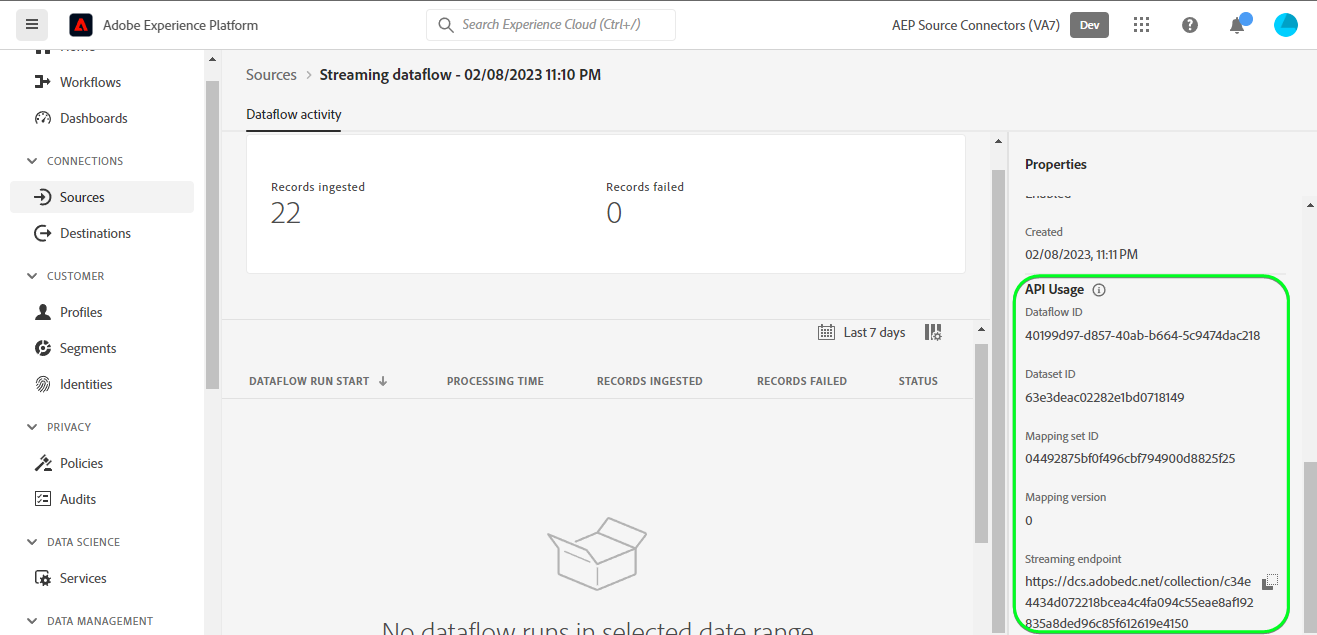 Adobe Experience Platform
Search Experience Cloud (Ctrl+/)
AEP Source Connectors (VA7)
Dev
Home
Workflows
Dashboards
CONNECTIONS
Sources
Destinations
CUSTOMER
Profiles
Segments
Identities
PRIVACY
Policies
Audits
DATA SCIENCE
Services
DATA MANAGEMENT
Sources > Streaming dataflow - 02/08/2023 11:10 PM
Dataflow activity
Records ingested
22
Records failed
0
Last 7 days
DATAFLOW RUN START ↓ PROCESSING TIME RECORDS INGESTED RECORDS FAILED STATUS
No dataflow runs in selected date range
Properties
Enabled
Created
02/08/2023, 11:11 PM
API Usage
Dataflow ID
40199d97-d857-40ab-b664-5c9474dac218
Dataset ID
63e3deac02282e1bd0718149
Mapping set ID
04492875bf0f496cbf794900d8825f25
Mapping version
0
Streaming endpoint
https://dcs.adobedc.net/collection/c34e
4434d072218bcea4c4fa094c55eae8af192
835a8ded96c85f612619e4150